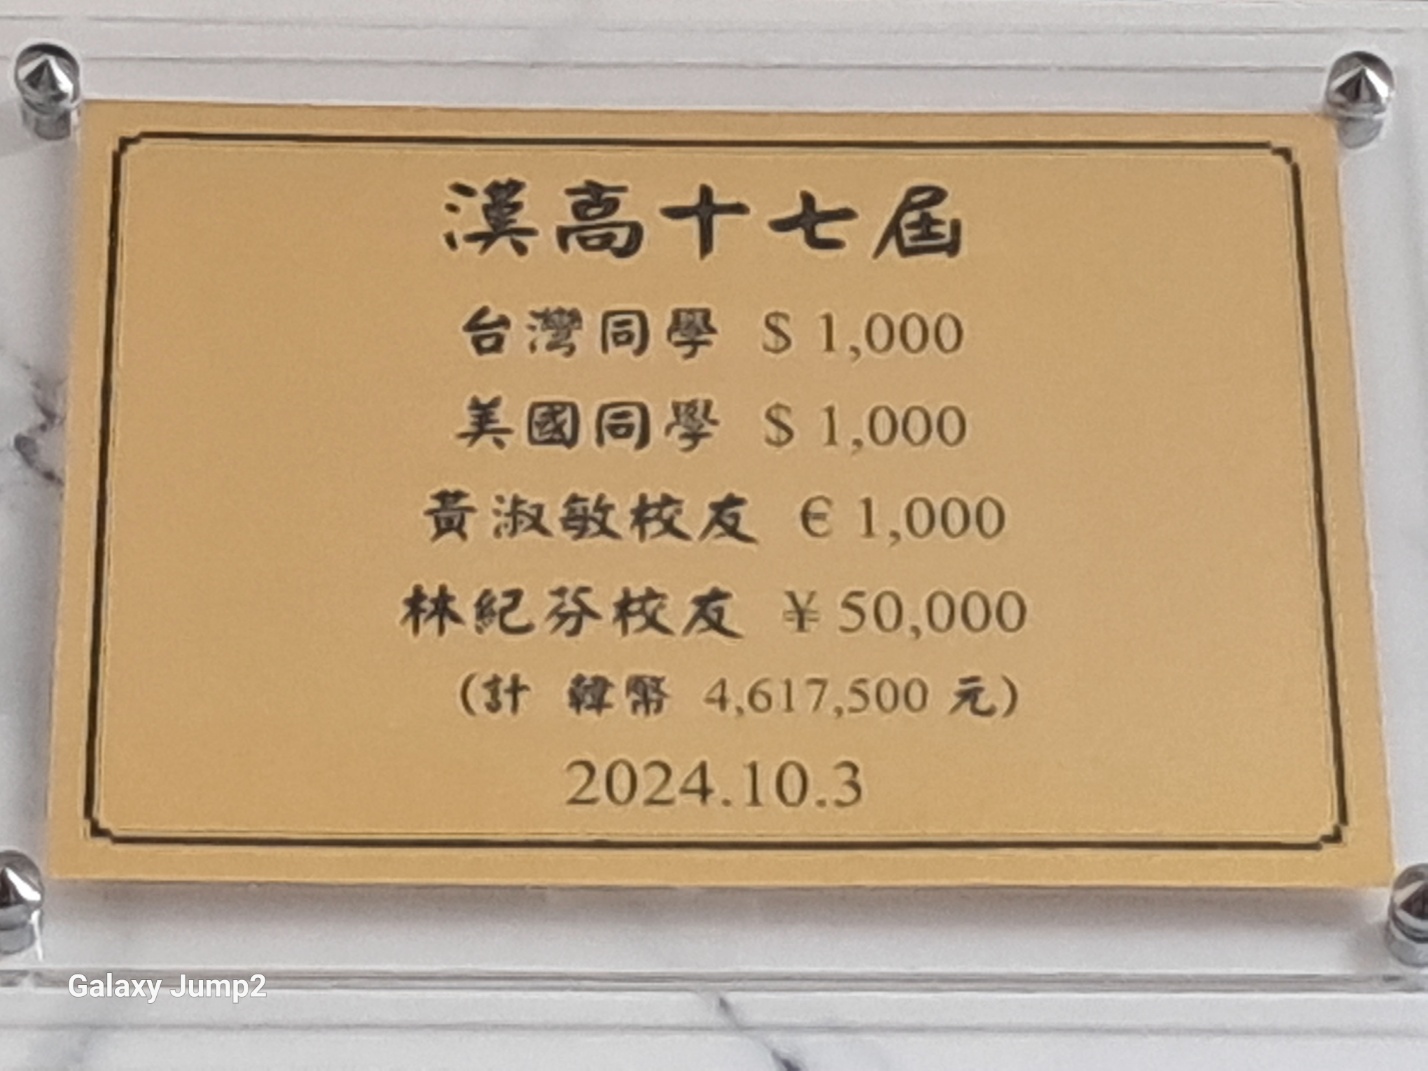 漢高十七屆
台灣同學 $ 1,000
美國同學 $ 1,000
黃淑敏校友 € 1,000
林紀芬校友 ¥ 50,000
(計 韓幣 4,617,500 元)
2024.10.3
Galaxy Jump2